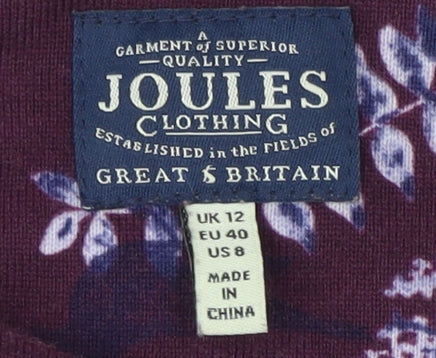 A
GARMENT of SUPERIOR
QUALITY
JOULES
CLOTHING
ESTABLISHED in the FIELDS of
GREAT BRITAIN
UK 12
EU 40
US 8
MADE
IN
CHINA